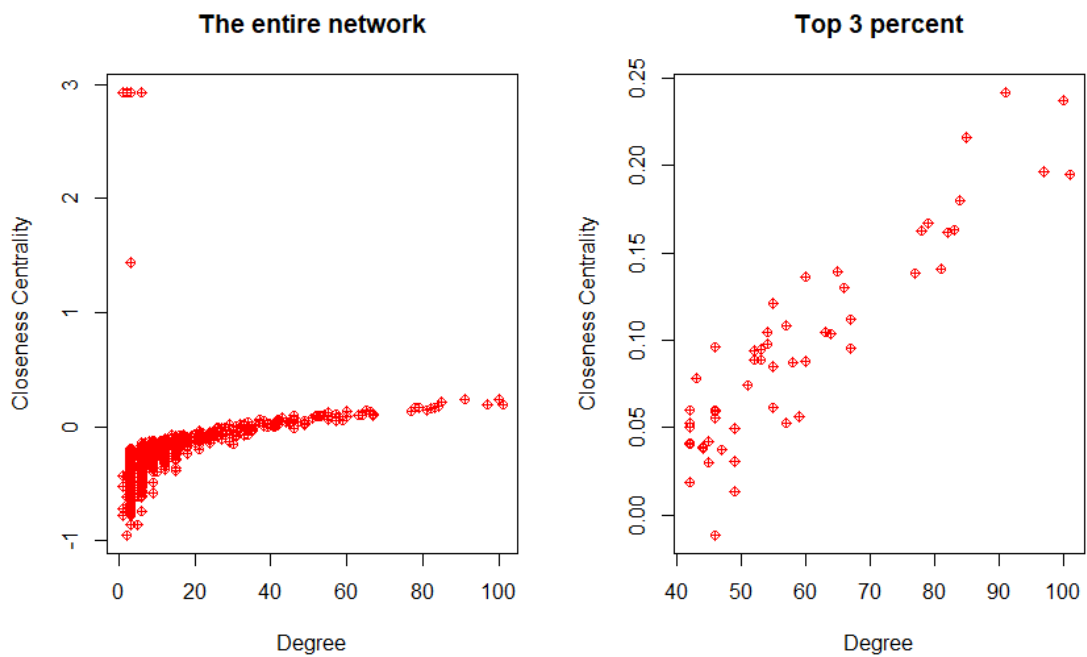 The entire network
3
2
1
0
-1
Closeness Centrality
0 20 40 60 80 100
Degree
Top 3 percent
0.25
0.20
0.15
0.10
0.05
0.00
Closeness Centrality
40 50 60 70 80 90 100
Degree